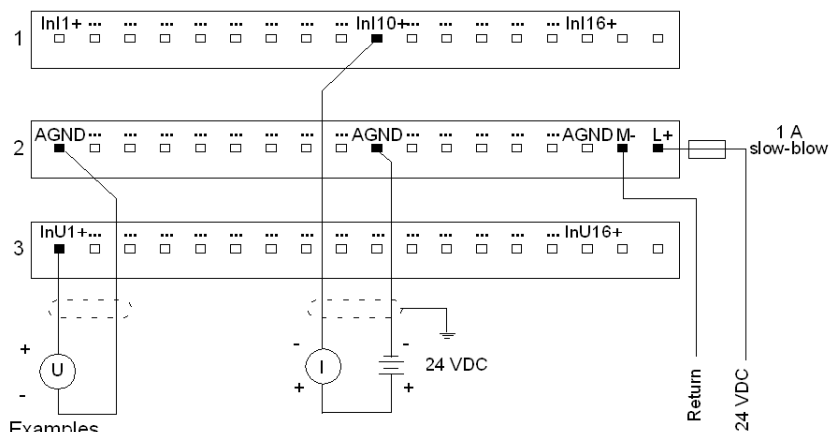 InI1+ ... ... ... ... ... ... ... ... InI10+ ... ... ... ... ... InI16+
1
AGND ... ... ... ... ... ... ... ... AGND ... ... ... ... ... AGND M- L+
2
1 A
slow-blow
InU1+ ... ... ... ... ... ... ... ... ... ... ... ... ... ... InU16+
3
+ - -
U I 24 VDC
- + +
Return
24 VDC
Examples